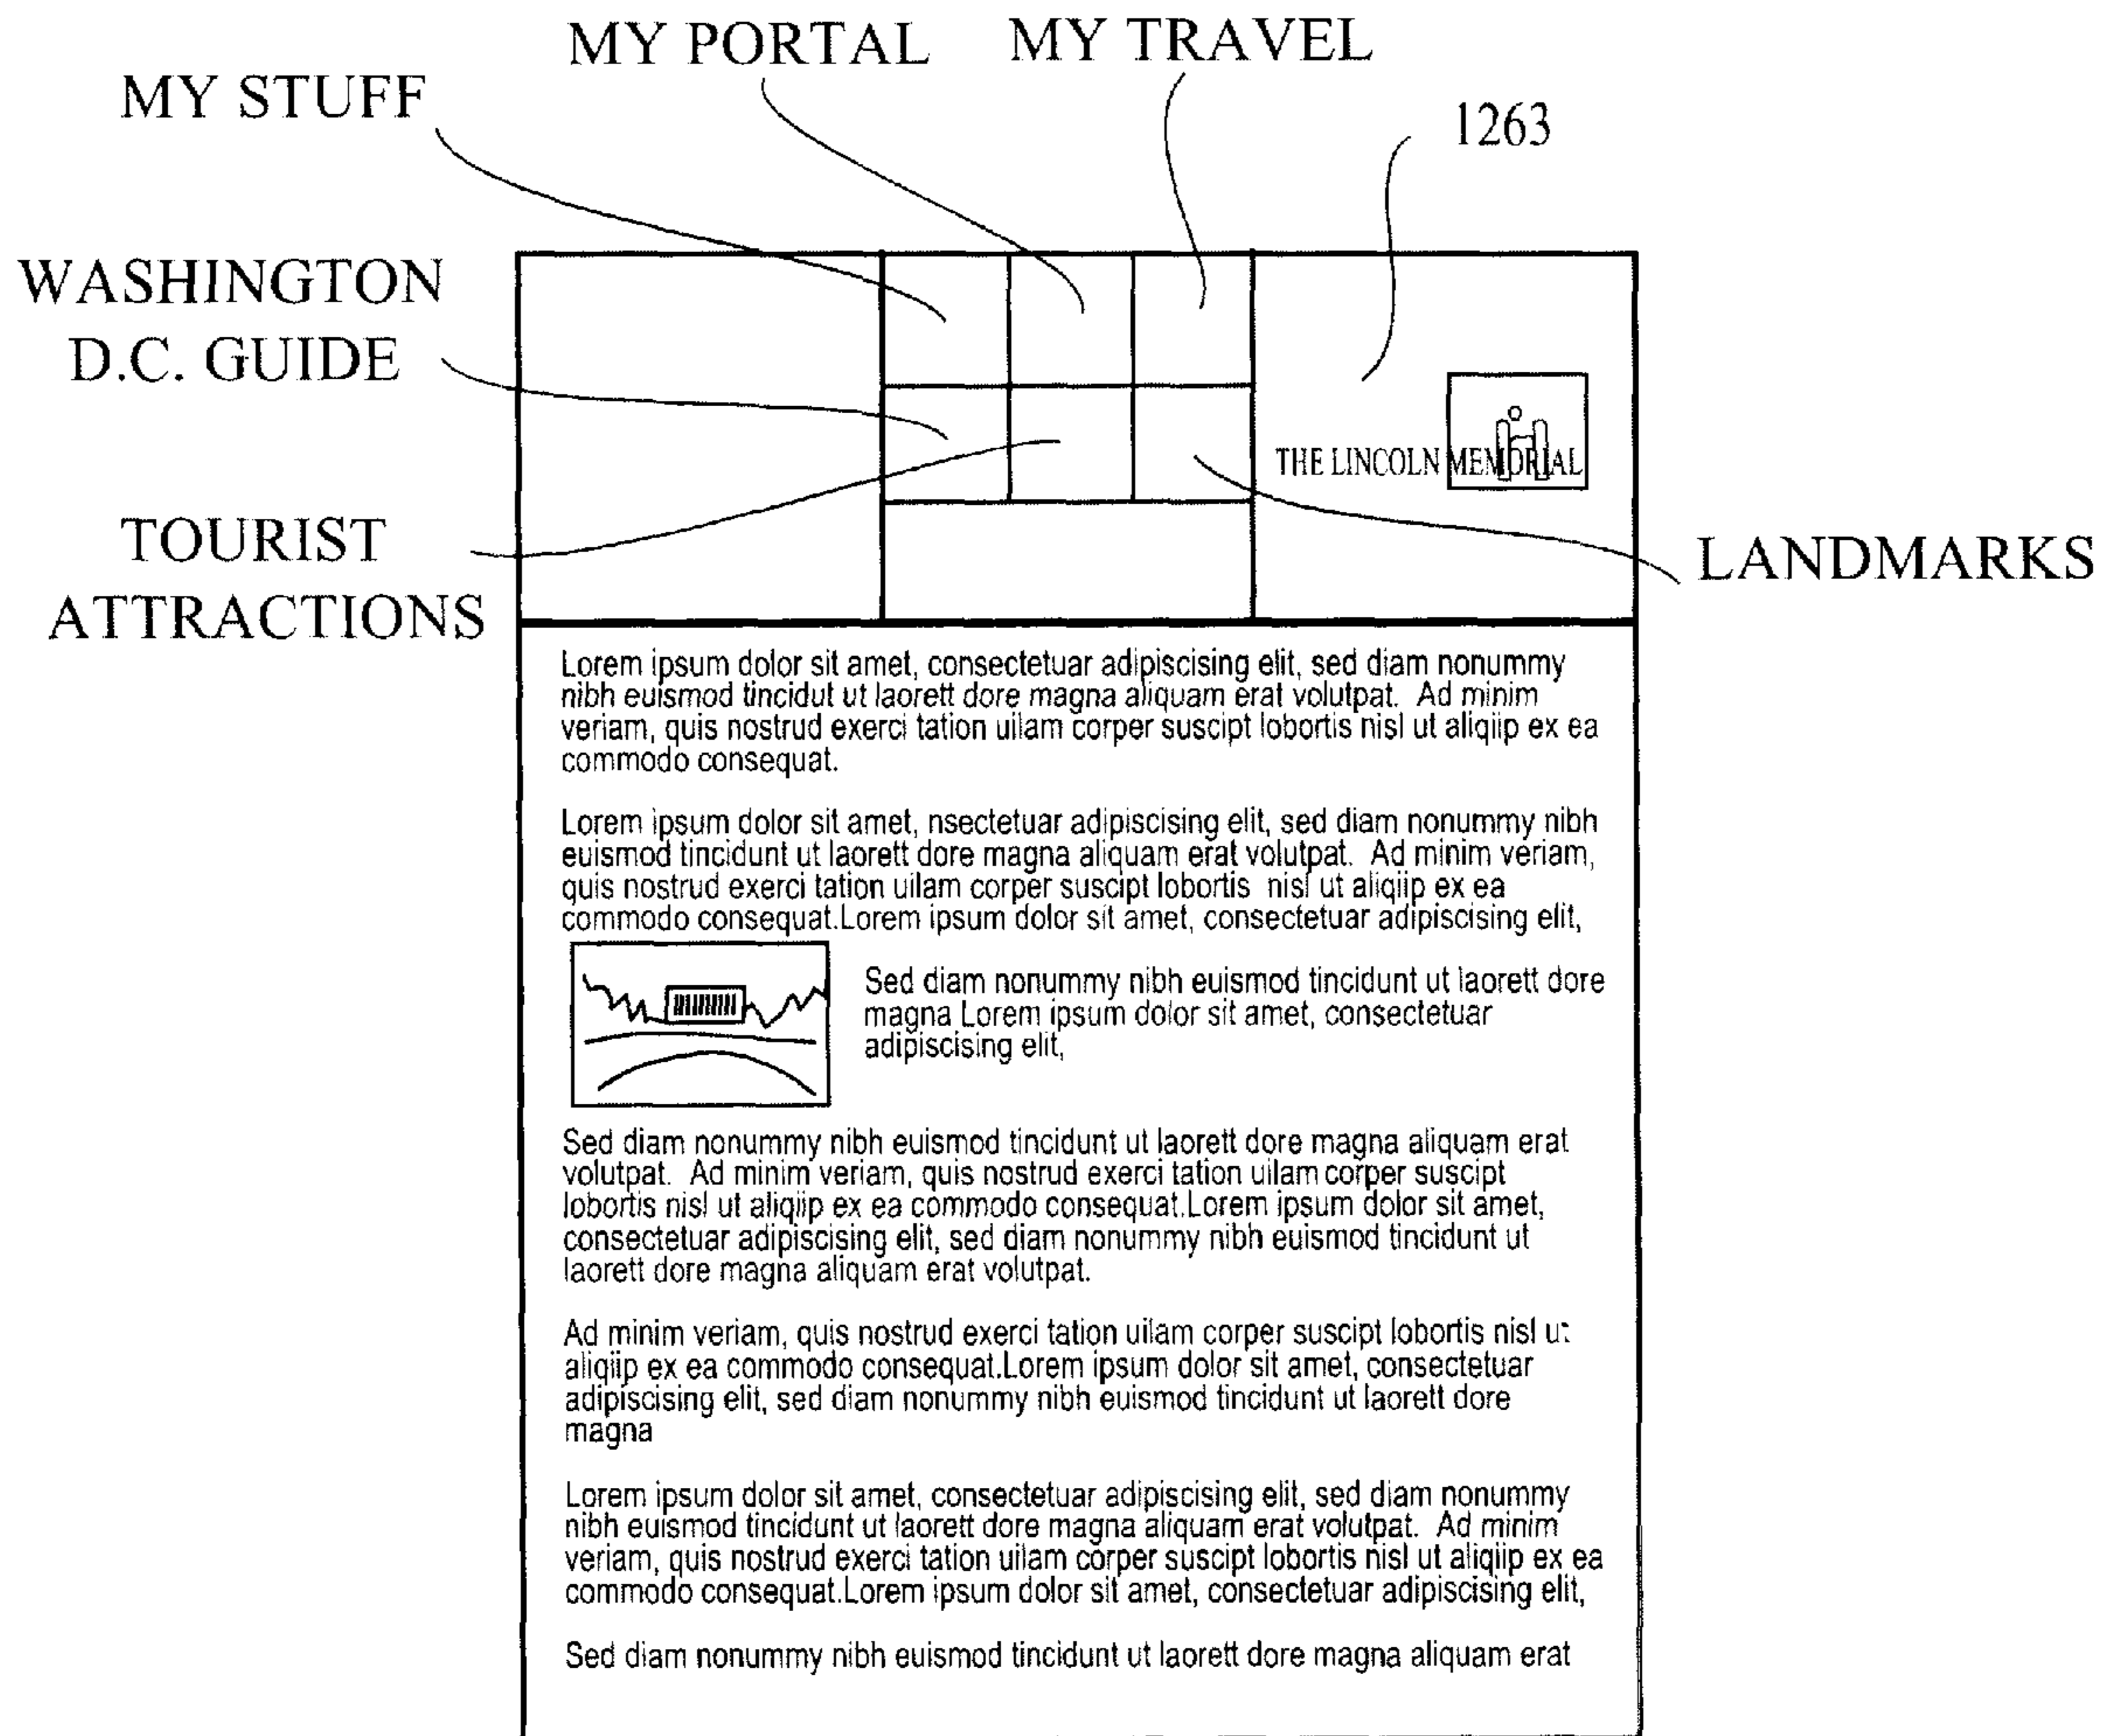 MY PORTAL
MY TRAVEL
MY STUFF
1263
WASHINGTON
D.C. GUIDE
THE LINCOLN MEMORIAL
TOURIST
ATTRACTIONS
LANDMARKS
Lorem ipsum dolor sit amet, consectetuar adipiscising elit, sed diam nonummy
nibh euismod tincidut ut laorett dore magna aliquam erat volutpat. Ad minim
veriam, quis nostrud exerci tation uilam corper suscipt lobortis nisl ut aliqiip ex ea
commodo consequat.
Lorem ipsum dolor sit amet, nsectetuar adipiscising elit, sed diam nonummy nibh
euismod tincidunt ut laorett dore magna aliquam erat volutpat. Ad minim veriam,
quis nostrud exerci tation uilam corper suscipt lobortis nisl ut aliqiip ex ea
commodo consequat.Lorem ipsum dolor sit amet, consectetuar adipiscising elit,
Sed diam nonummy nibh euismod tincidunt ut laorett dore
magna Lorem ipsum dolor sit amet, consectetuar
adipiscising elit,
Sed diam nonummy nibh euismod tincidunt ut laorett dore magna aliquam erat
volutpat. Ad minim veriam, quis nostrud exerci tation uilam corper suscipt
lobortis nisl ut aliqiip ex ea commodo consequat.Lorem ipsum dolor sit amet,
consectetuar adipiscising elit, sed diam nonummy nibh euismod tincidunt ut
laorett dore magna aliquam erat volutpat.
Ad minim veriam, quis nostrud exerci tation uilam corper suscipt lobortis nisl ut
aliqiip ex ea commodo consequat.Lorem ipsum dolor sit amet, consectetuar
adipiscising elit, sed diam nonummy nibh euismod tincidunt ut laorett dore
magna
Lorem ipsum dolor sit amet, consectetuar adipiscising elit, sed diam nonummy
nibh euismod tincidunt ut laorett dore magna aliquam erat volutpat. Ad minim
veriam, quis nostrud exerci tation uilam corper suscipt lobortis nisl ut aliqiip ex ea
commodo consequat.Lorem ipsum dolor sit amet, consectetuar adipiscising elit,
Sed diam nonummy nibh euismod tincidunt ut laorett dore magna aliquam erat